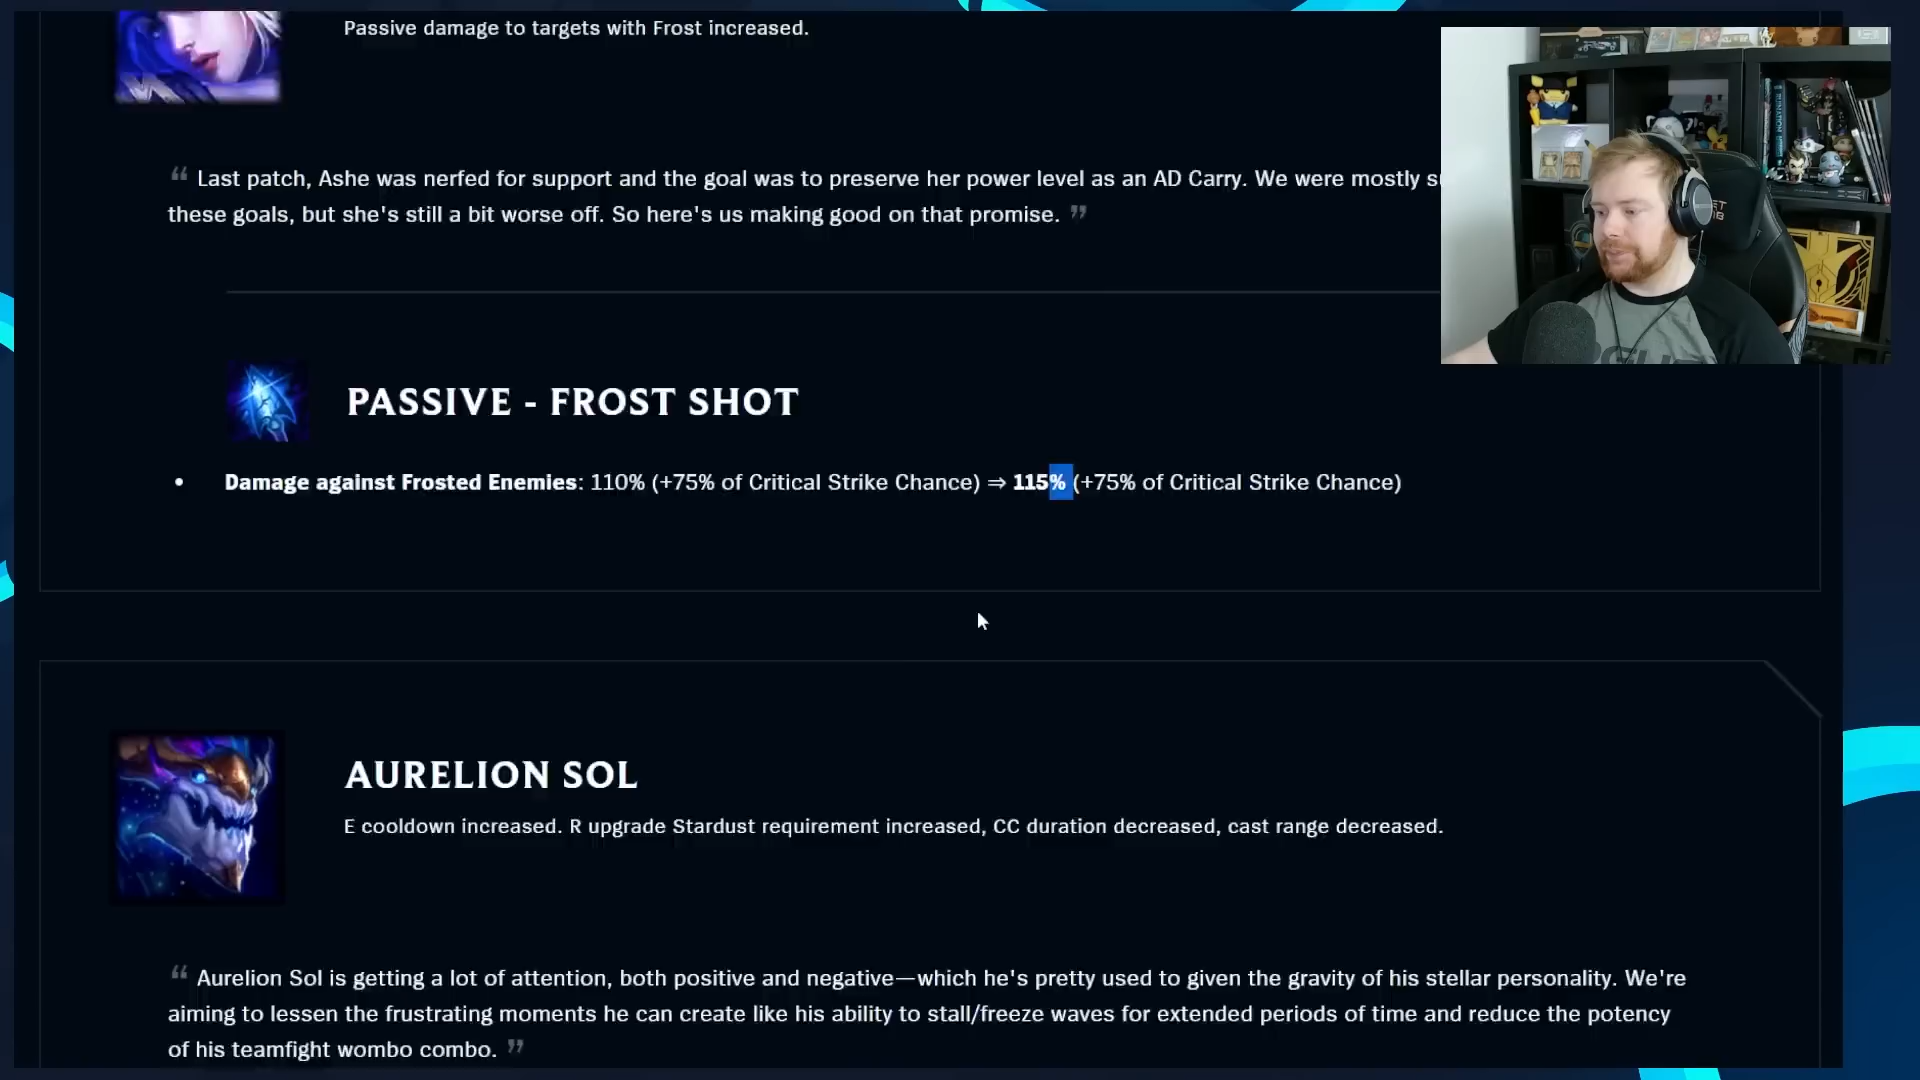 Passive damage to targets with Frost increased.
“ Last patch, Ashe was nerfed for support and the goal was to preserve her power level as an AD Carry. We were mostly
these goals, but she's still a bit worse off. So here's us making good on that promise. ”
PASSIVE - FROST SHOT
• Damage against Frosted Enemies: 110% (+75% of Critical Strike Chance) ⇒ 115% (+75% of Critical Strike Chance)
AURELION SOL
E cooldown increased. R upgrade Stardust requirement increased, CC duration decreased, cast range decreased.
“ Aurelion Sol is getting a lot of attention, both positive and negative—which he's pretty used to given the gravity of his stellar personality. We're
aiming to lessen the frustrating moments he can create like his ability to stall/freeze waves for extended periods of time and reduce the potency
of his teamfight wombo combo. ”